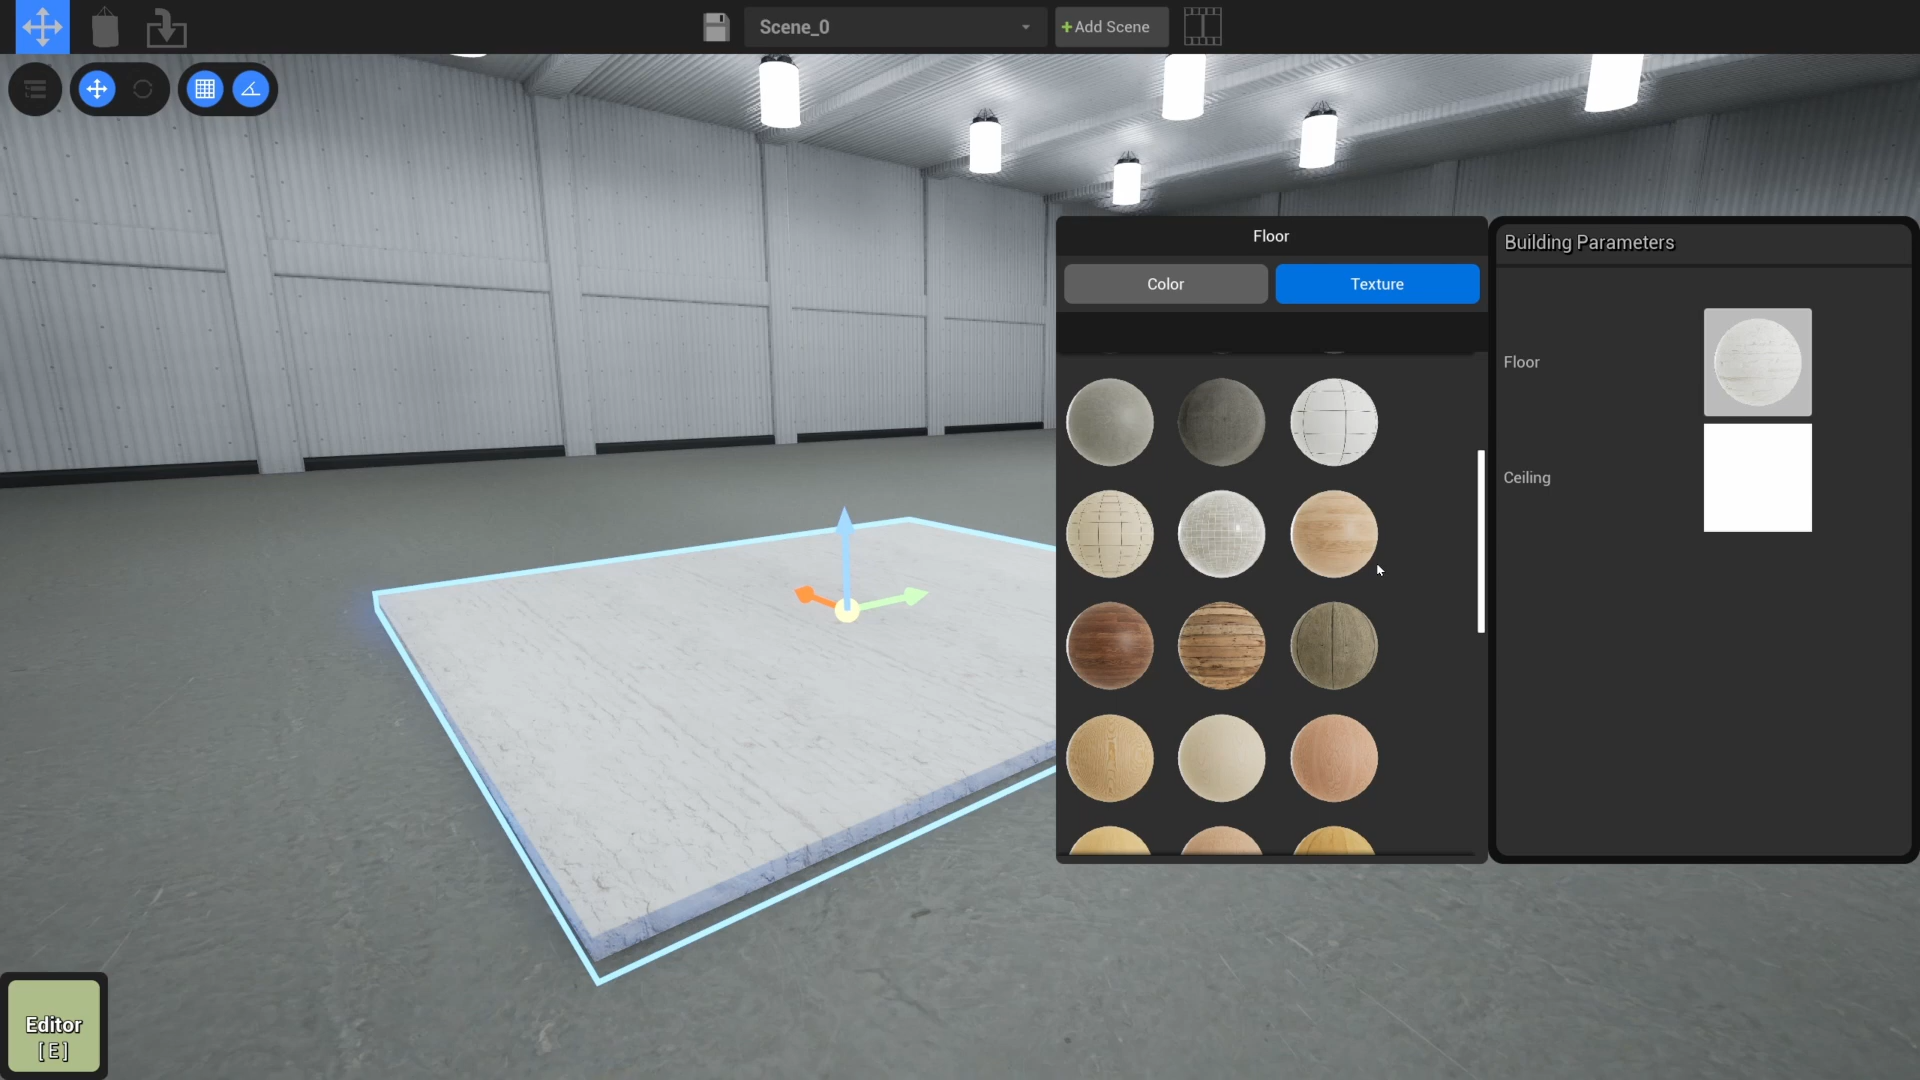 Scene_0
+Add Scene
Floor
Color
Texture
Building Parameters
Floor
Ceiling
Editor
[E]